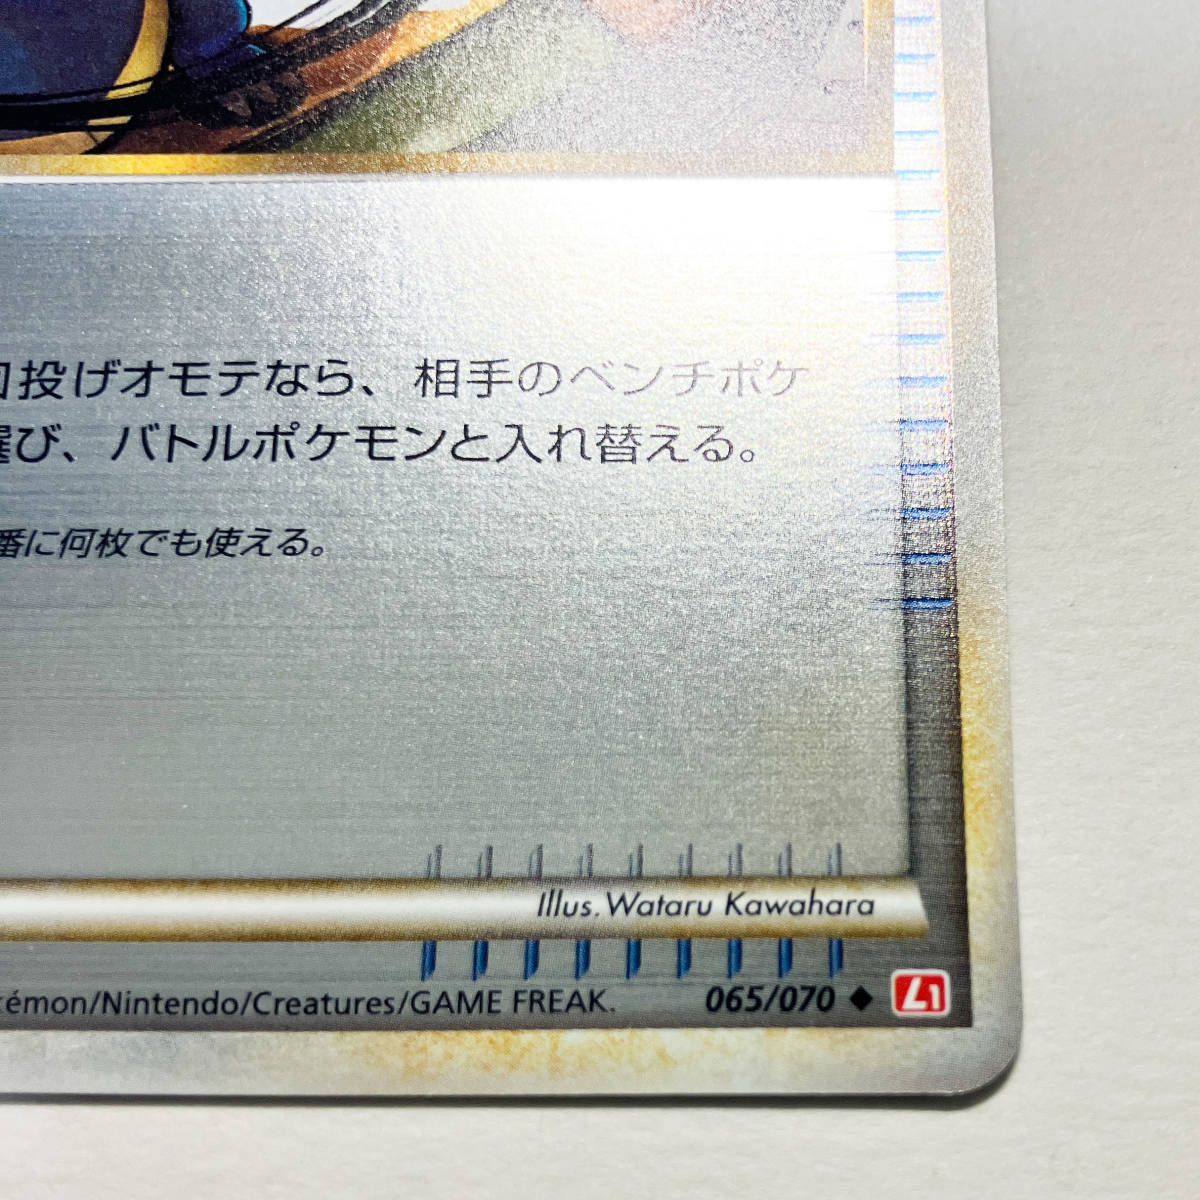 投げオモテなら、相手のベンチポケ
び、バトルポケモンと入れ替える。
番に何枚でも使える。
Illus. Wataru Kawahara
kémon/Nintendo/Creatures/GAME FREAK.
065/070 ◆ L1